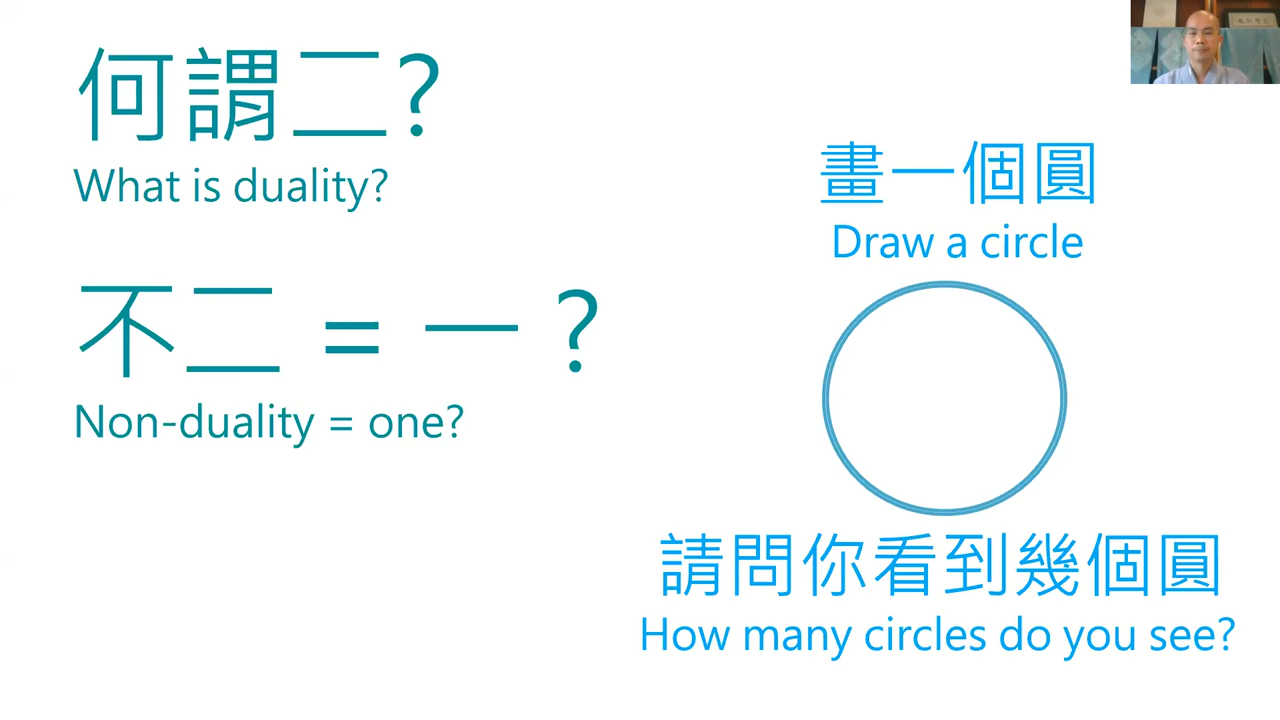 何謂二?
What is duality?
不二 = 一 ?
Non-duality = one?
畫一個圓
Draw a circle
請問你看到幾個圓
How many circles do you see?